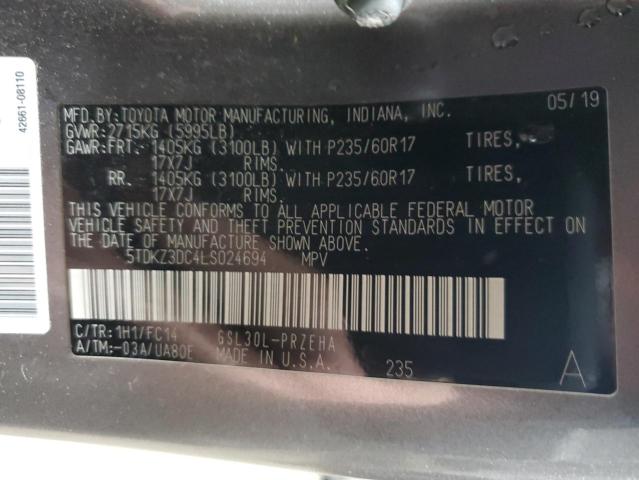 42661-08110
MFD.BY:TOYOTA MOTOR MANUFACTURING, INDIANA, INC. 05/19
GVWR:2715KG (5995LB)
GAWR:FRT. 1405KG (3100LB) WITH P235/60R17 TIRES,
17X7J RIMS,
RR. 1405KG (3100LB) WITH P235/60R17 TIRES,
17X7J RIMS.
THIS VEHICLE CONFORMS TO ALL APPLICABLE FEDERAL MOTOR
VEHICLE SAFETY AND THEFT PREVENTION STANDARDS IN EFFECT ON
THE DATE OF MANUFACTURE SHOWN ABOVE.
5TDKZ3DC4LS024694 MPV
C/TR:1H1/FC14 GSL30L-PRZEHA
A/TM:-03A/UA80E MADE IN U.S.A. 235 A